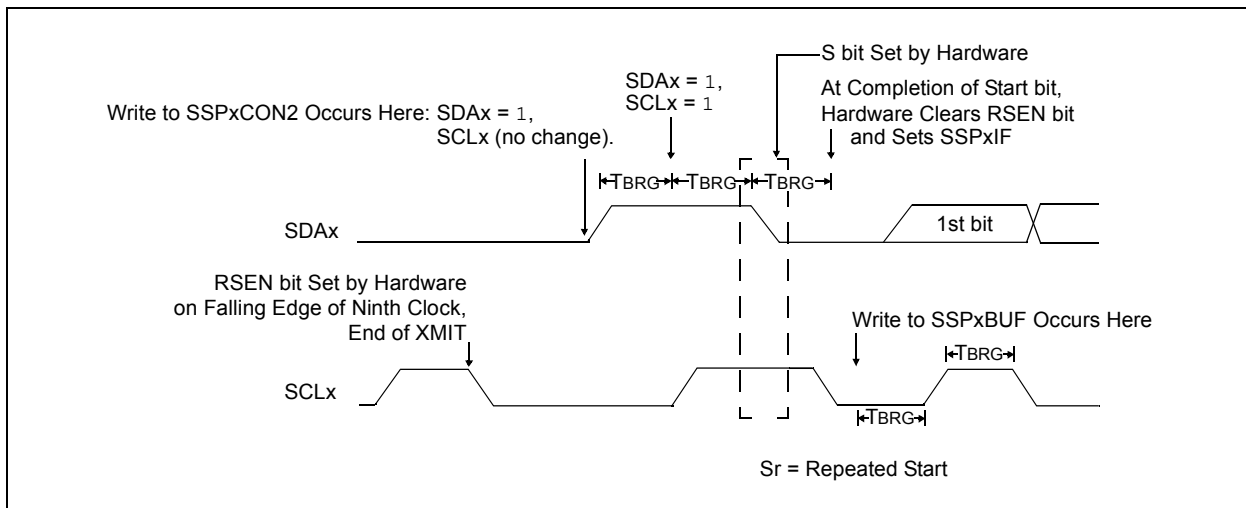 S bit Set by Hardware
SDAx = 1,
SCLx = 1
At Completion of Start bit,
Hardware Clears RSEN bit
and Sets SSPxIF
Write to SSPxCON2 Occurs Here: SDAx = 1,
SCLx (no change).
TBRG TBRG TBRG
SDAx
1st bit
RSEN bit Set by Hardware
on Falling Edge of Ninth Clock,
End of XMIT
Write to SSPxBUF Occurs Here
TBRG
SCLx
TBRG
Sr = Repeated Start